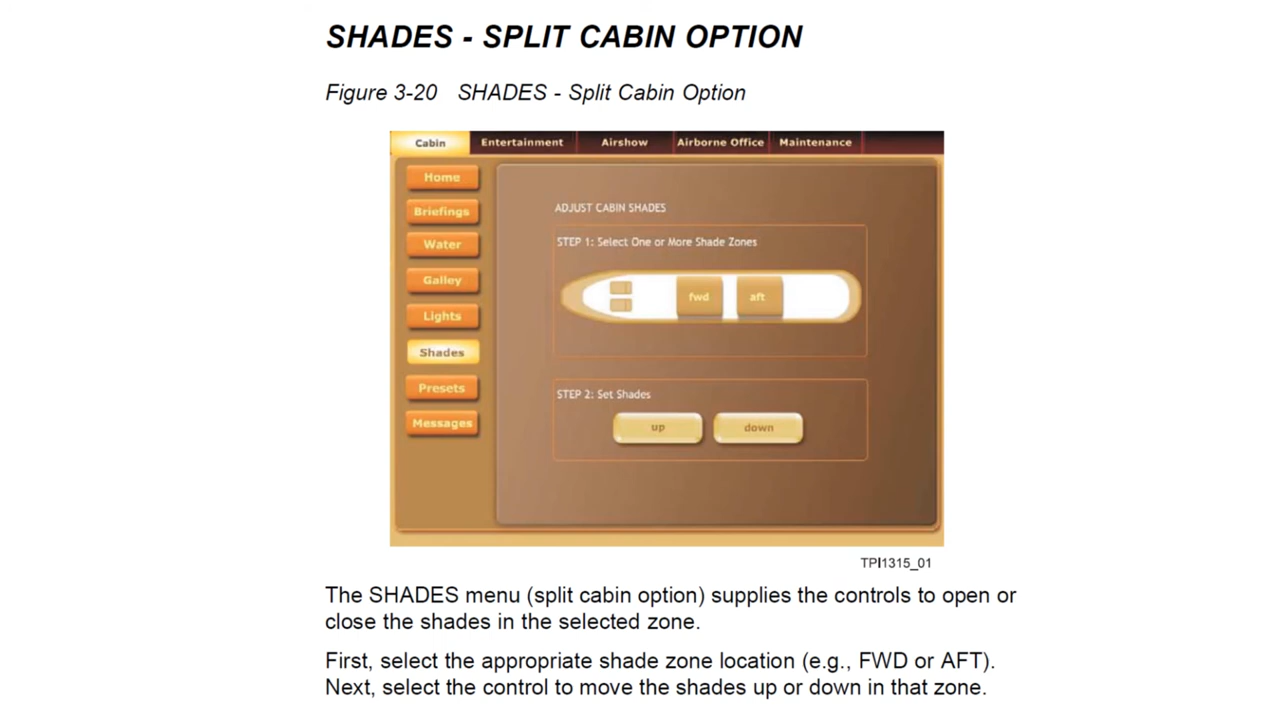 SHADES - SPLIT CABIN OPTION
Figure 3-20 SHADES - Split Cabin Option
Cabin Entertainment Airshow Airborne Office Maintenance
Home
Briefings
Water
Galley
Lights
Shades
Presets
Messages
ADJUST CABIN SHADES
STEP 1: Select One or More Shade Zones
fwd aft
STEP 2: Set Shades
up down
TPI1315_01
The SHADES menu (split cabin option) supplies the controls to open or
close the shades in the selected zone.
First, select the appropriate shade zone location (e.g., FWD or AFT).
Next, select the control to move the shades up or down in that zone.